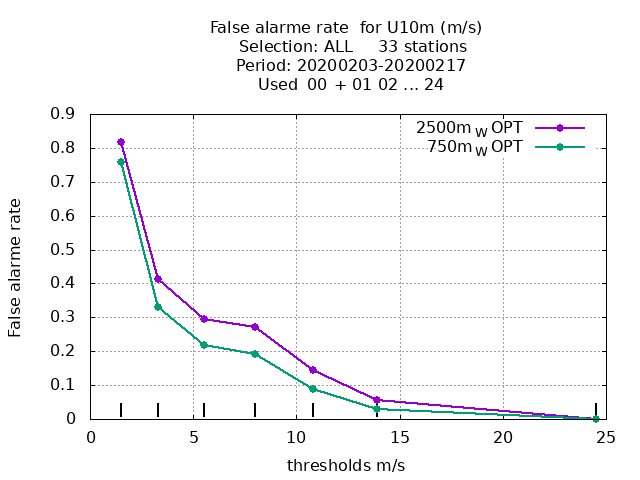 False alarme rate  for U10m (m/s)
Selection: ALL     33 stations
Period: 20200203-20200217
Used  00  + 01 02 ... 24
2500m W OPT
750m W OPT
0.9
0.8
0.7
0.6
0.5
0.4
0.3
0.2
0.1
0
False alarme rate
0 5 10 15 20 25
thresholds m/s